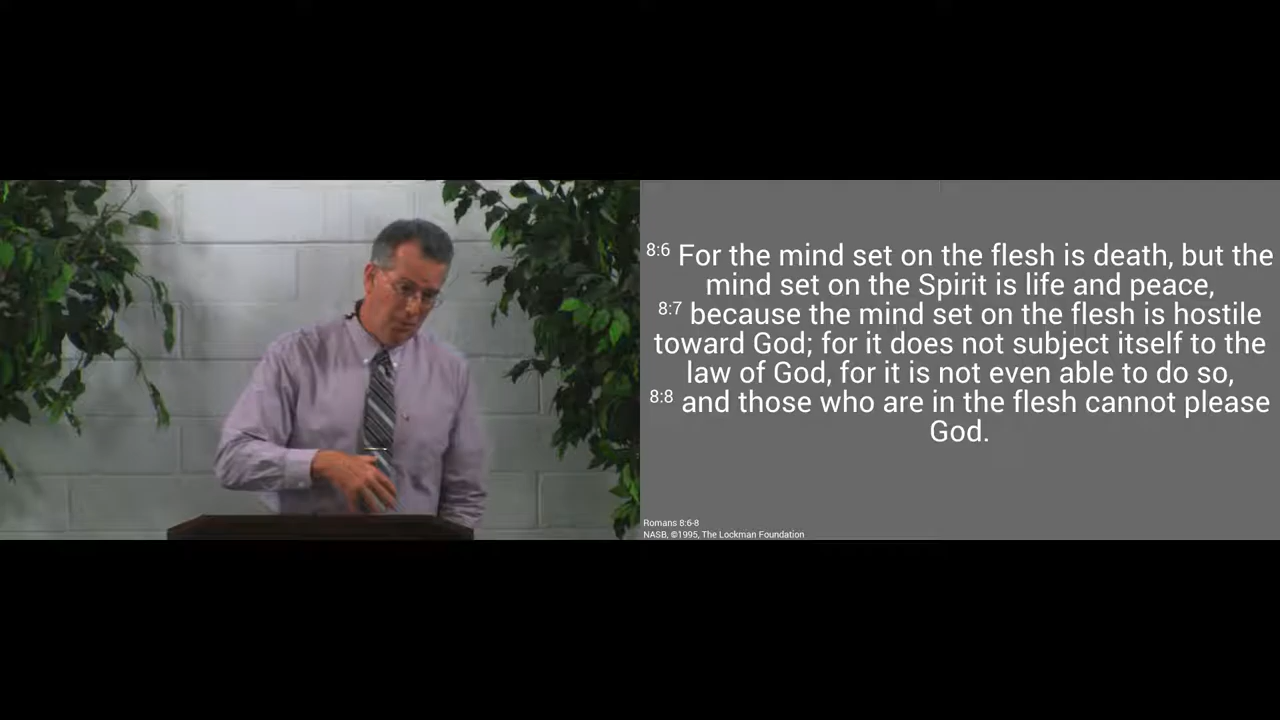 8:6 For the mind set on the flesh is death, but the
mind set on the Spirit is life and peace,
8:7 because the mind set on the flesh is hostile
toward God; for it does not subject itself to the
law of God, for it is not even able to do so,
8:8 and those who are in the flesh cannot please
God.
Romans 8:6-8
NASB, ©1995, The Lockman Foundation